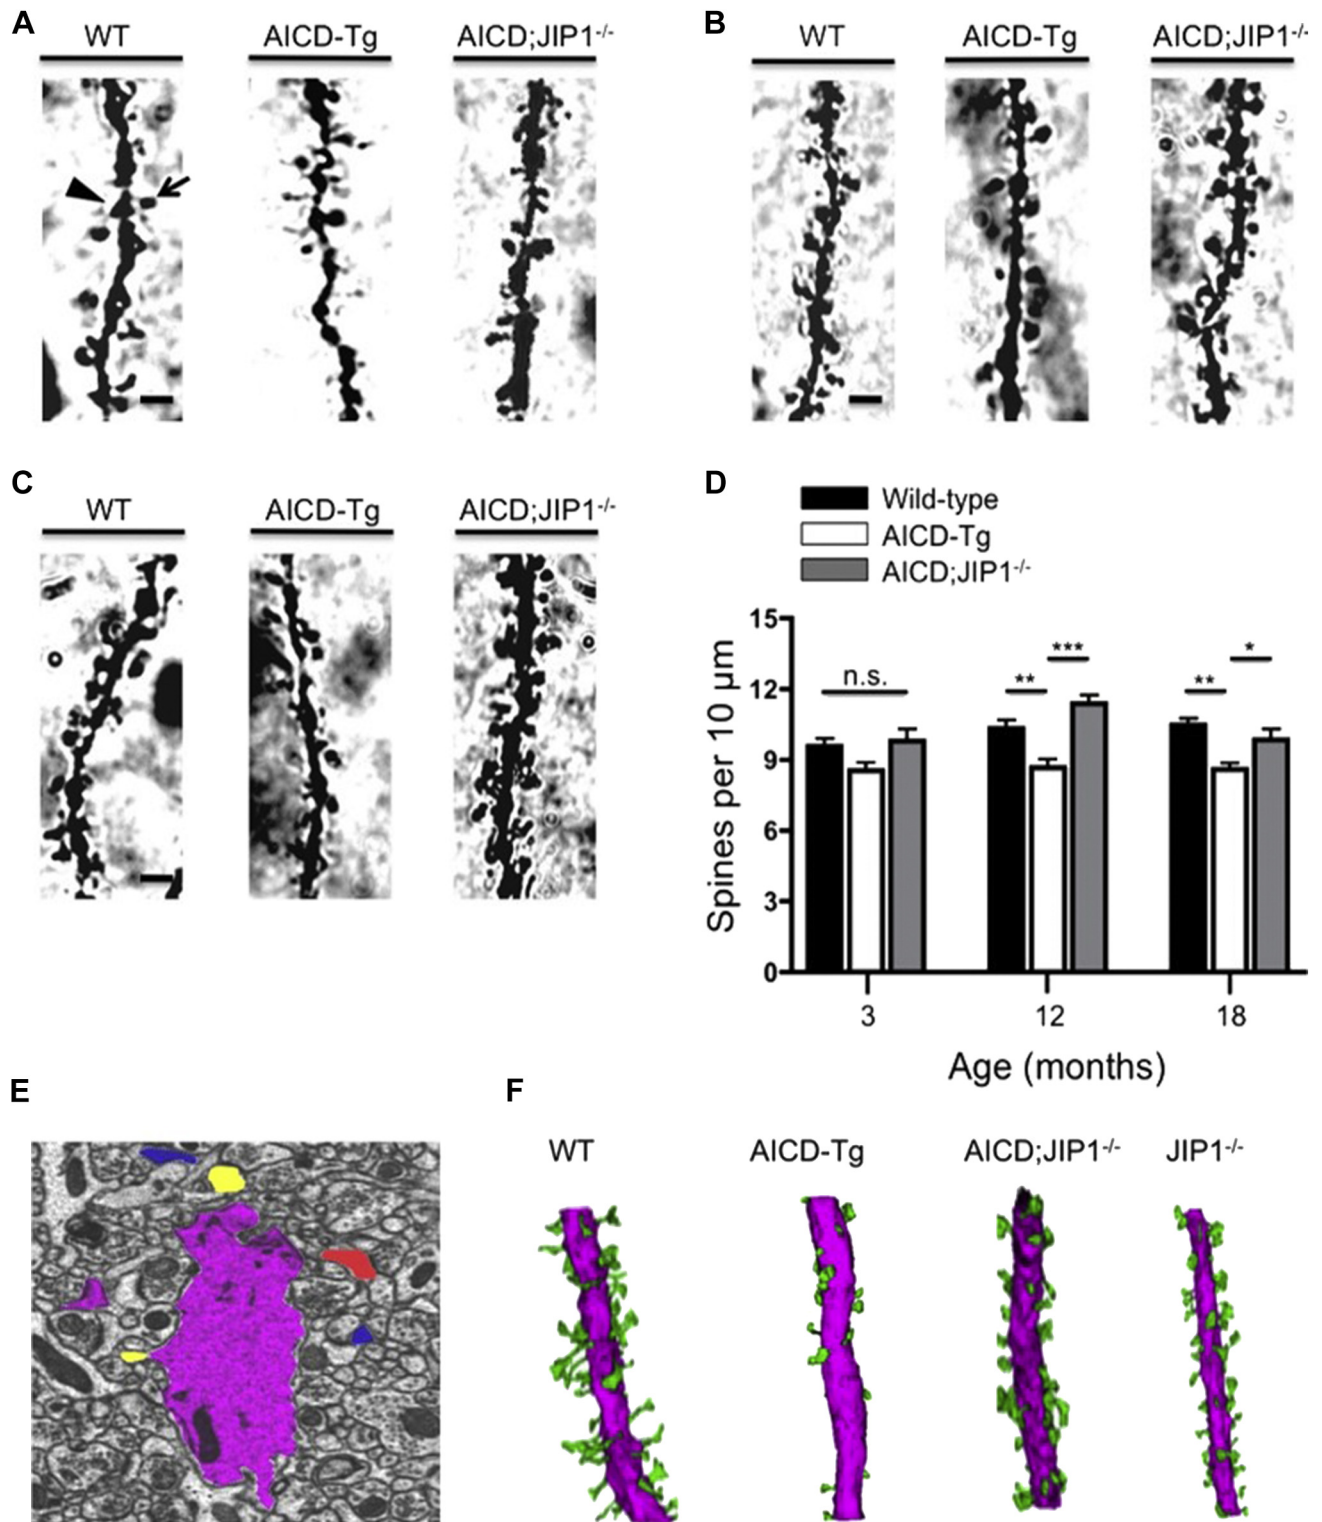 A
WT AICD-Tg AICD;JIP1-/-
B
WT AICD-Tg AICD;JIP1-/-
C
WT AICD-Tg AICD;JIP1-/-
D
Wild-type
AICD-Tg
AICD;JIP1-/-
Spines per 10 µm
15
12
9
6
3
0
n.s.
** ***
** *
3 12 18
Age (months)
E
F
WT AICD-Tg AICD;JIP1-/- JIP1-/-